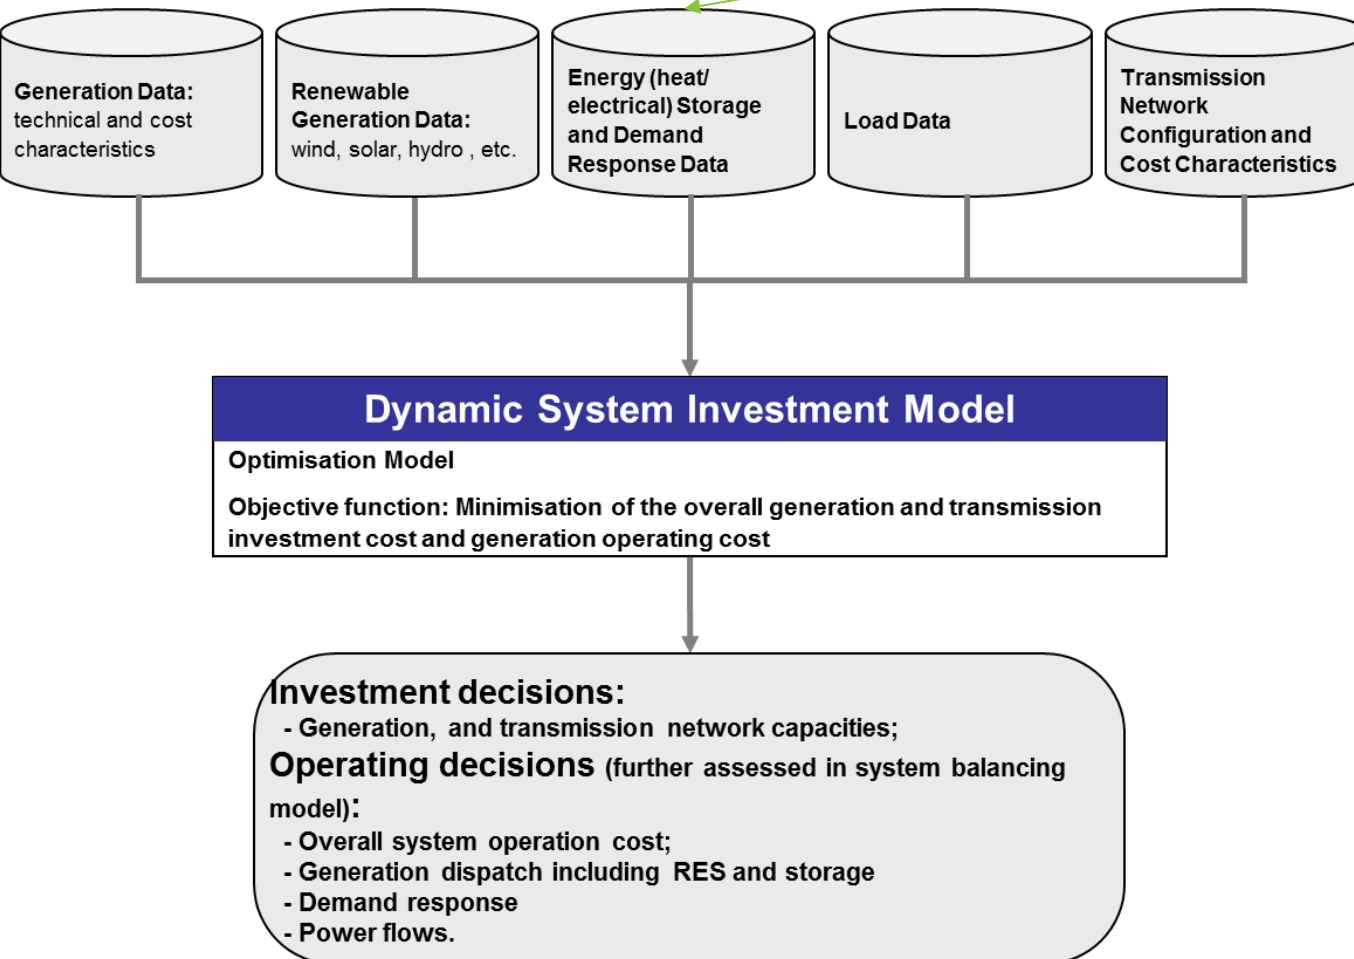 Generation Data:
technical and cost
characteristics
Renewable
Generation Data:
wind, solar, hydro , etc.
Energy (heat/
electrical) Storage
and Demand
Response Data
Load Data
Transmission
Network
Configuration and
Cost Characteristics
Dynamic System Investment Model
Optimisation Model
Objective function: Minimisation of the overall generation and transmission
investment cost and generation operating cost
Investment decisions:
- Generation, and transmission network capacities;
Operating decisions (further assessed in system balancing
model):
- Overall system operation cost;
- Generation dispatch including RES and storage
- Demand response
- Power flows.